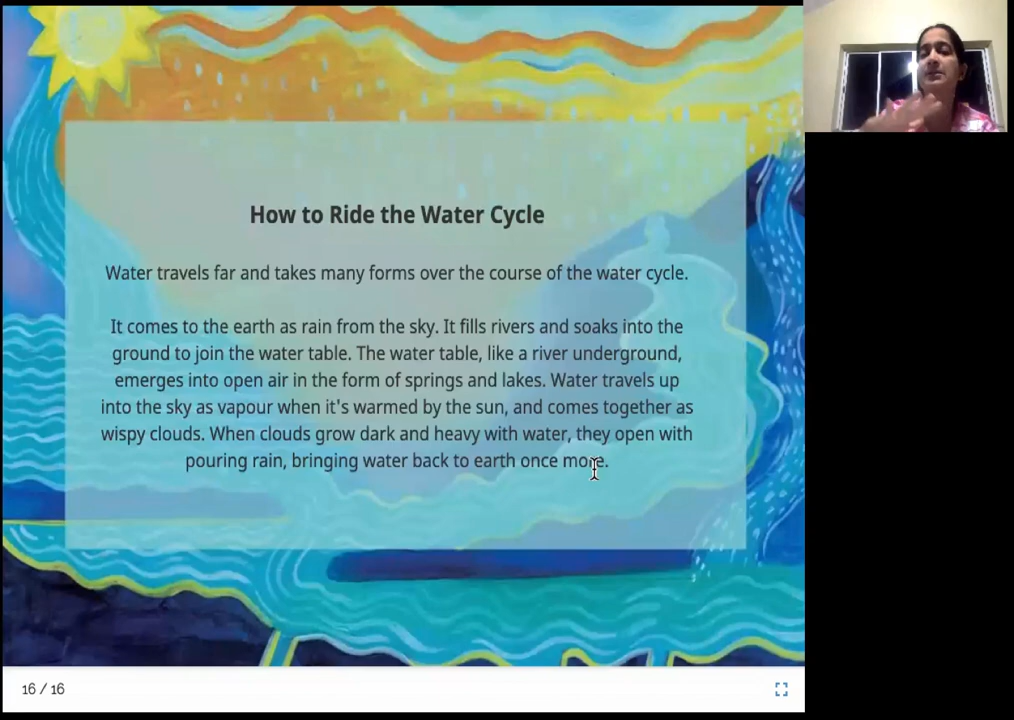 How to Ride the Water Cycle
Water travels far and takes many forms over the course of the water cycle.
It comes to the earth as rain from the sky. It fills rivers and soaks into the
ground to join the water table. The water table, like a river underground,
emerges into open air in the form of springs and lakes. Water travels up
into the sky as vapour when it's warmed by the sun, and comes together as
wispy clouds. When clouds grow dark and heavy with water, they open with
pouring rain, bringing water back to earth once more.
16 / 16